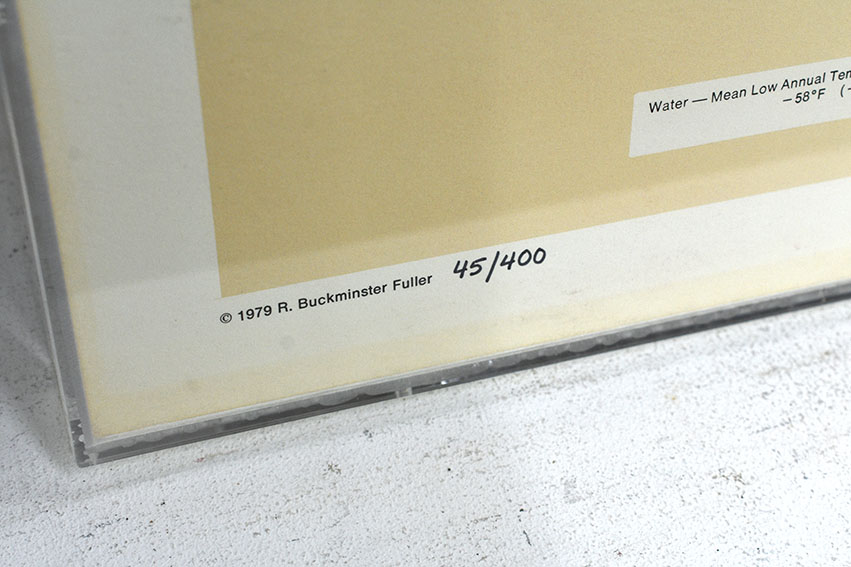 Water — Mean Low Annual
−58°F (
© 1979 R. Buckminster Fuller 45/400